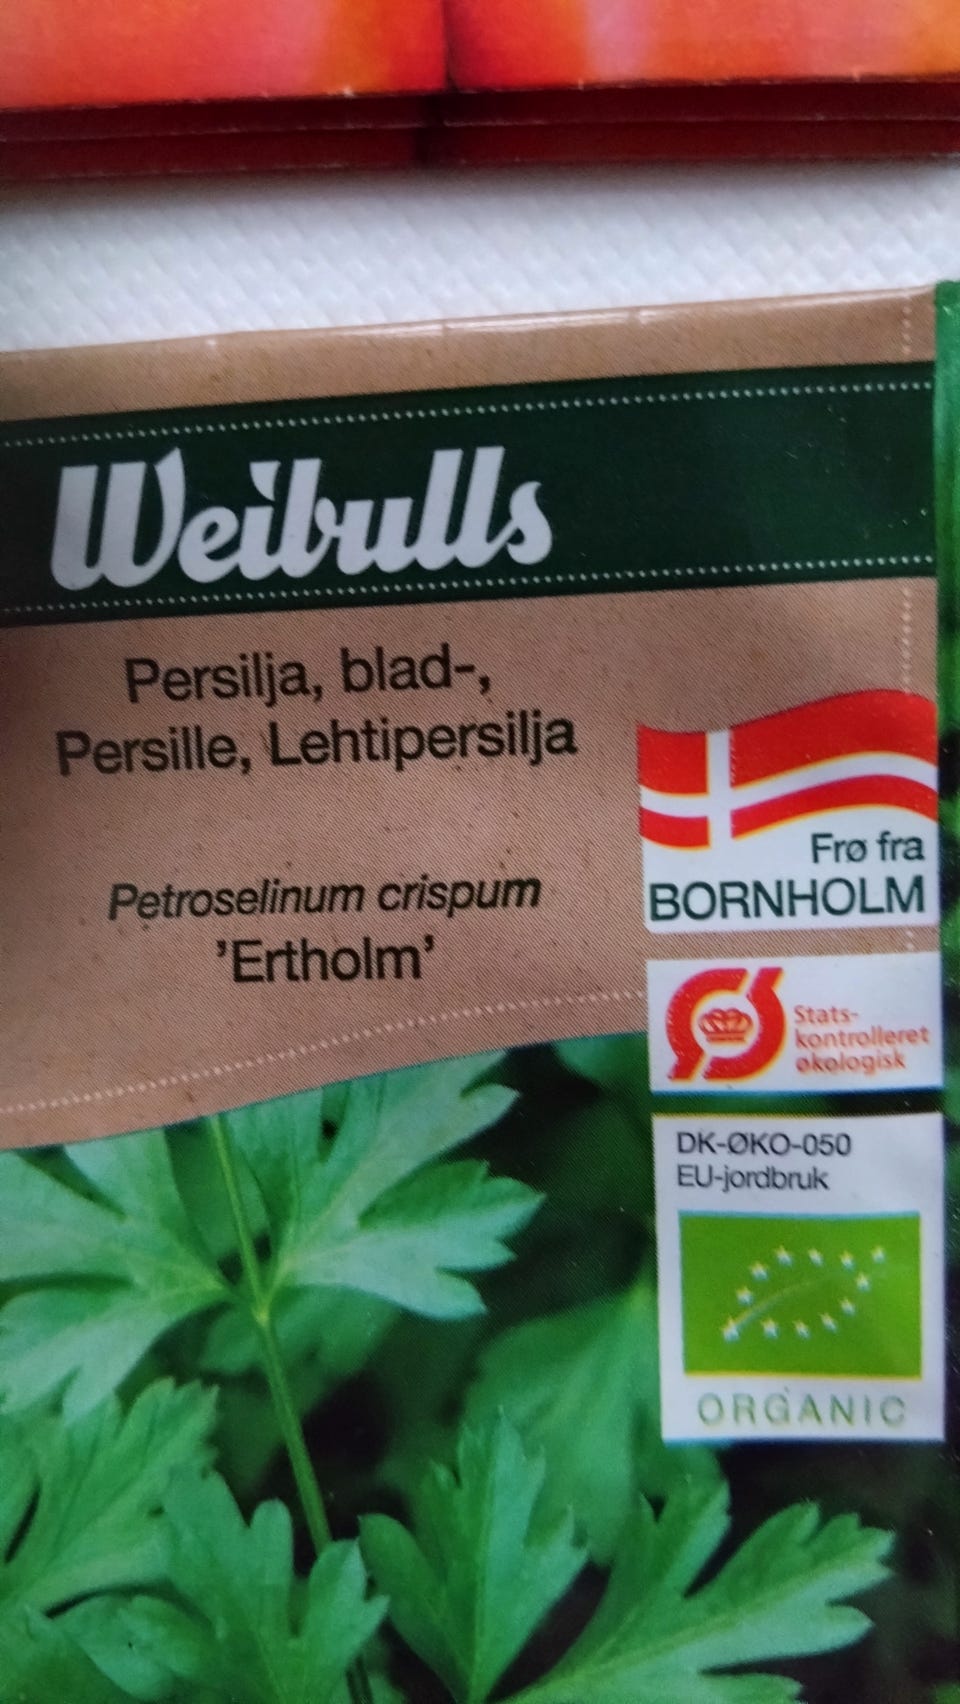 Weibulls
Persilja, blad-,
Persille, Lehtipersilja
Petroselinum crispum
’Ertholm’
Frø fra
BORNHOLM
Stats-
kontrolleret
økologisk
DK-ØKO-050
EU-jordbruk
ORGANIC